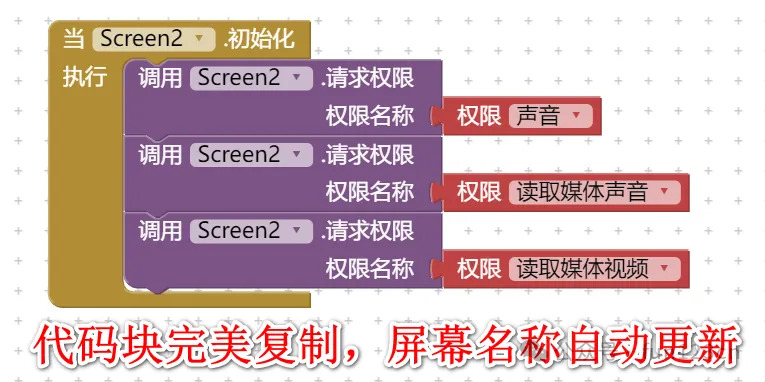 当 Screen2 .初始化
执行 调用 Screen2 .请求权限
权限名称 权限 声音
调用 Screen2 .请求权限
权限名称 权限 读取媒体声音
调用 Screen2 .请求权限
权限名称 权限 读取媒体视频
代码块完美复制，屏幕名称自动更新